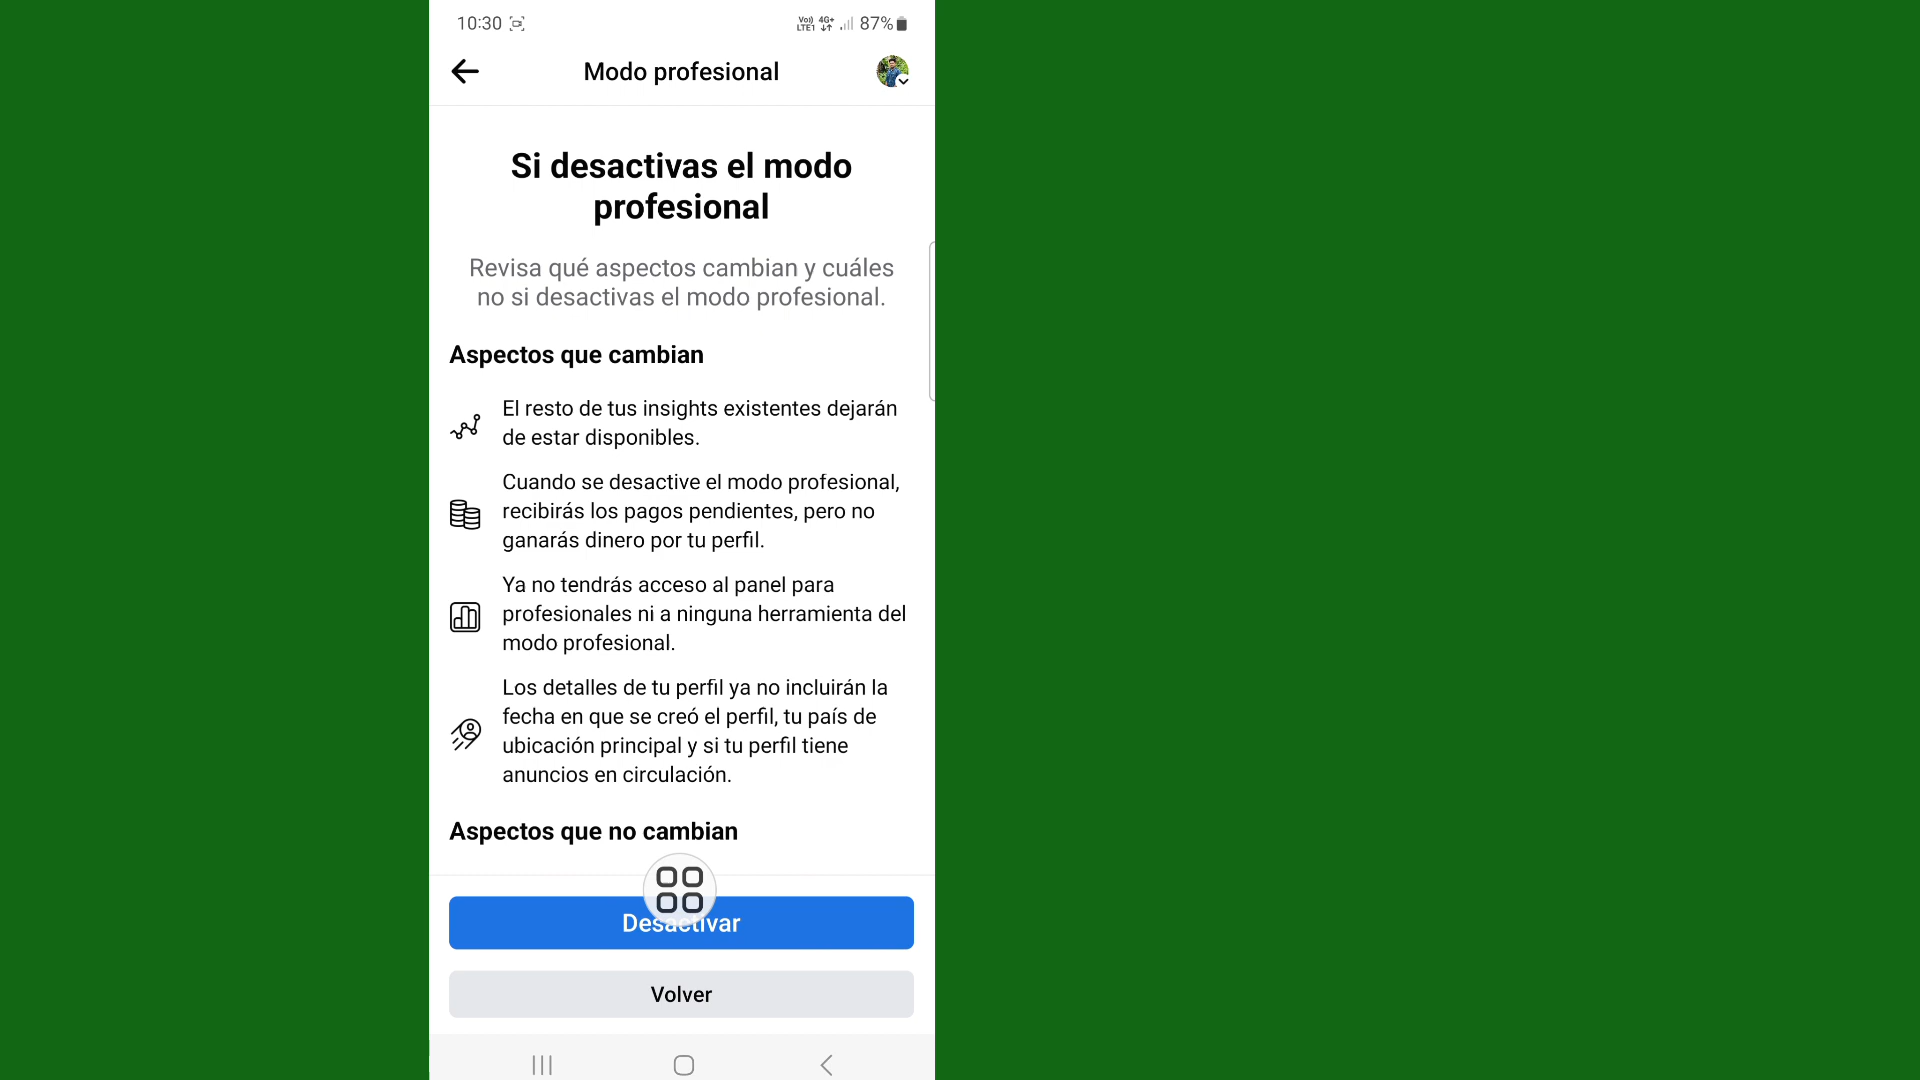 10:30
Vo)) 4G+ 87%
LTE1
Modo profesional
Si desactivas el modo
profesional
Revisa qué aspectos cambian y cuáles
no si desactivas el modo profesional.
Aspectos que cambian
El resto de tus insights existentes dejarán
de estar disponibles.
Cuando se desactive el modo profesional,
recibirás los pagos pendientes, pero no
ganarás dinero por tu perfil.
Ya no tendrás acceso al panel para
profesionales ni a ninguna herramienta del
modo profesional.
Los detalles de tu perfil ya no incluirán la
fecha en que se creó el perfil, tu país de
ubicación principal y si tu perfil tiene
anuncios en circulación.
Aspectos que no cambian
Desactivar
Volver